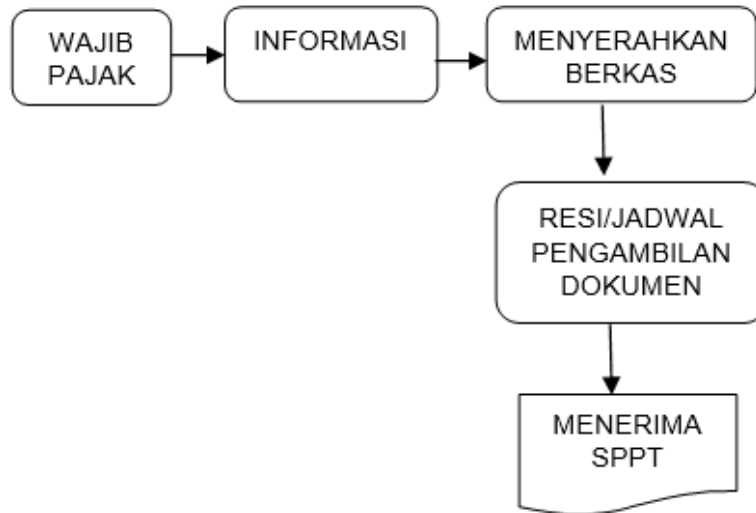 WAJIB
PAJAK
INFORMASI
MENYERAHKAN
BERKAS
RESI/JADWAL
PENGAMBILAN
DOKUMEN
MENERIMA
SPPT